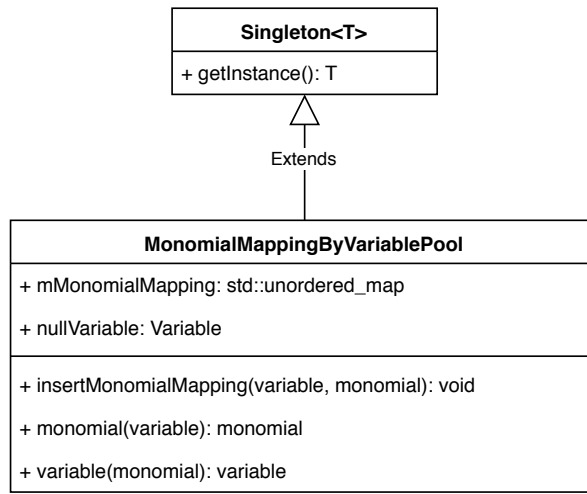 Singleton<T>
+ getInstance(): T
Extends
MonomialMappingByVariablePool
+ mMonomialMapping: std::unordered_map
+ nullVariable: Variable
+ insertMonomialMapping(variable, monomial): void
+ monomial(variable): monomial
+ variable(monomial): variable